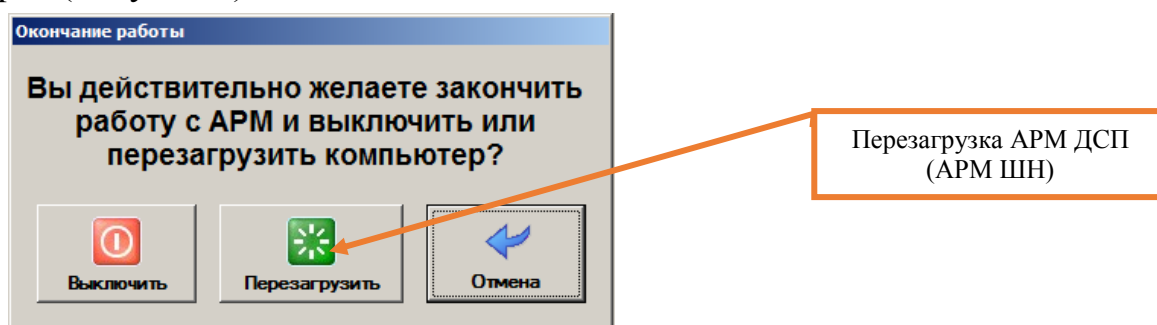 Окончание работы
Вы действительно желаете закончить
работу с АРМ и выключить или
перезагрузить компьютер?
Перезагрузка АРМ ДСП
(АРМ ШН)
Выключить
Перезагрузить
Отмена